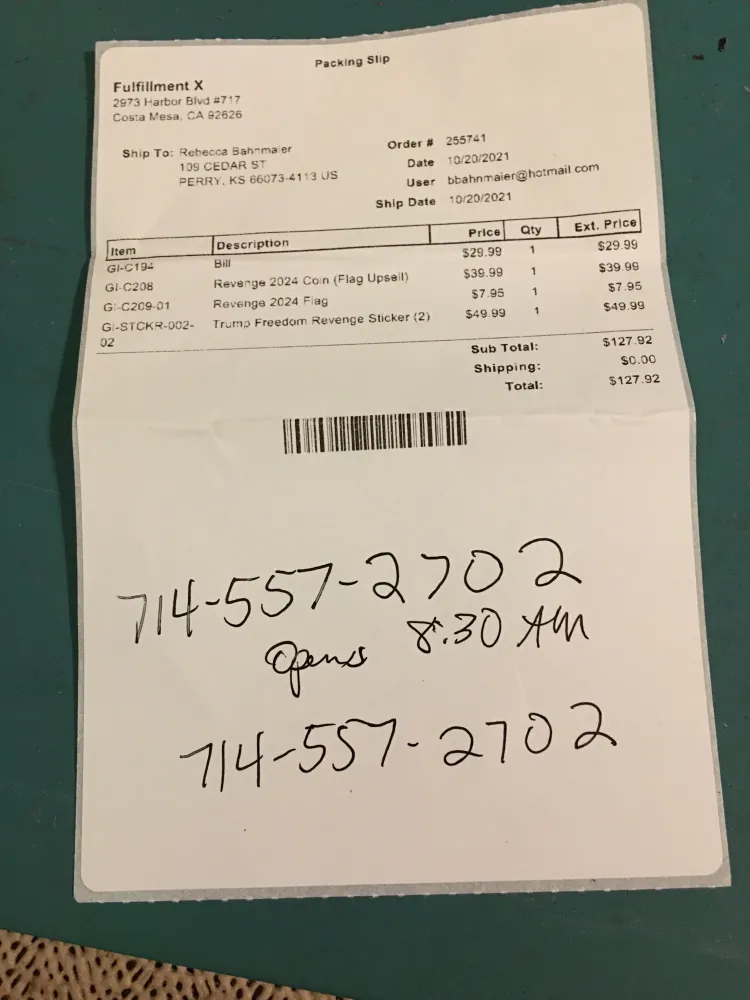 Packing Slip
Fulfillment X
2973 Harbor Blvd #717
Costa Mesa, CA 92626
Ship To: Rebecca Bahnmaier
109 CEDAR ST
PERRY, KS 66073-4113 US
Order # 255741
Date 10/20/2021
User bbahnmaier@hotmail.com
Ship Date 10/20/2021
Item Description Price Qty Ext. Price
GI-C194 Bill $29.99 1 $29.99
GI-C208 Revenge 2024 Coin (Flag Upsell) $39.99 1 $39.99
GI-C209-01 Revenge 2024 Flag $7.95 1 $7.95
GI-STCKR-002-02 Trump Freedom Revenge Sticker (2) $49.99 1 $49.99
Sub Total: $127.92
Shipping: $0.00
Total: $127.92
714-557-2702
Opens 8:30 AM
714-557-2702